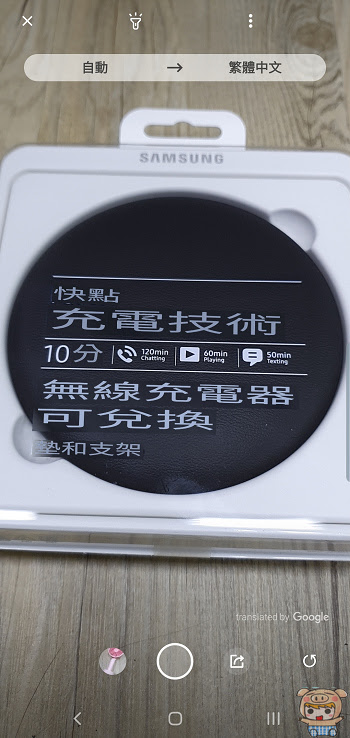 自動 → 繁體中文
SAMSUNG
快點
充電技術
10分 120min Chatting 60min Playing 50min Texting
無線充電器
可兌換
墊和支架
translated by Google